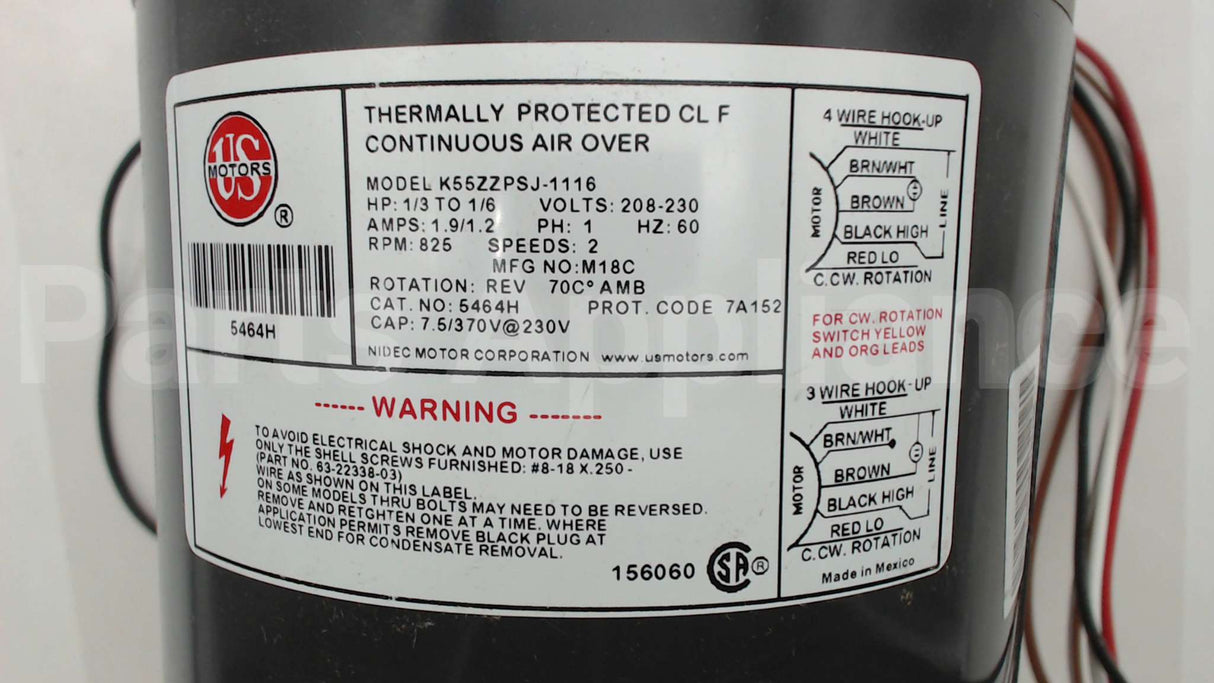 US
MOTORS
®
5464H
THERMALLY PROTECTED CL F
CONTINUOUS AIR OVER
MODEL K55ZZPSJ-1116
HP: 1/3 TO 1/6 VOLTS: 208-230
AMPS: 1.9/1.2 PH: 1 HZ: 60
RPM: 825 SPEEDS: 2
MFG NO:M18C
ROTATION: REV 70C° AMB
CAT. NO: 5464H PROT. CODE 7A152
CAP: 7.5/370V@230V
NIDEC MOTOR CORPORATION www.usmotors.com
------ WARNING -------
TO AVOID ELECTRICAL SHOCK AND MOTOR DAMAGE, USE
ONLY THE SHELL SCREWS FURNISHED: #8-18 X.250 -
(PART NO. 63-22338-03)
WIRE AS SHOWN ON THIS LABEL.
ON SOME MODELS THRU BOLTS MAY NEED TO BE REVERSED.
REMOVE AND RETGHTEN ONE AT A TIME. WHERE
APPLICATION PERMITS REMOVE BLACK PLUG AT
LOWEST END FOR CONDENSATE REMOVAL.
156060 SA ®
4 WIRE HOOK-UP
WHITE
BRN/WHT
BROWN
BLACK HIGH
RED LO
MOTOR
LINE
C.CW. ROTATION
FOR CW. ROTATION
SWITCH YELLOW
AND ORG LEADS
3 WIRE HOOK-UP
WHITE
BRN/WHT
BROWN
BLACK HIGH
RED LO
MOTOR
LINE
C.CW. ROTATION
Made in Mexico
Parts Appliance